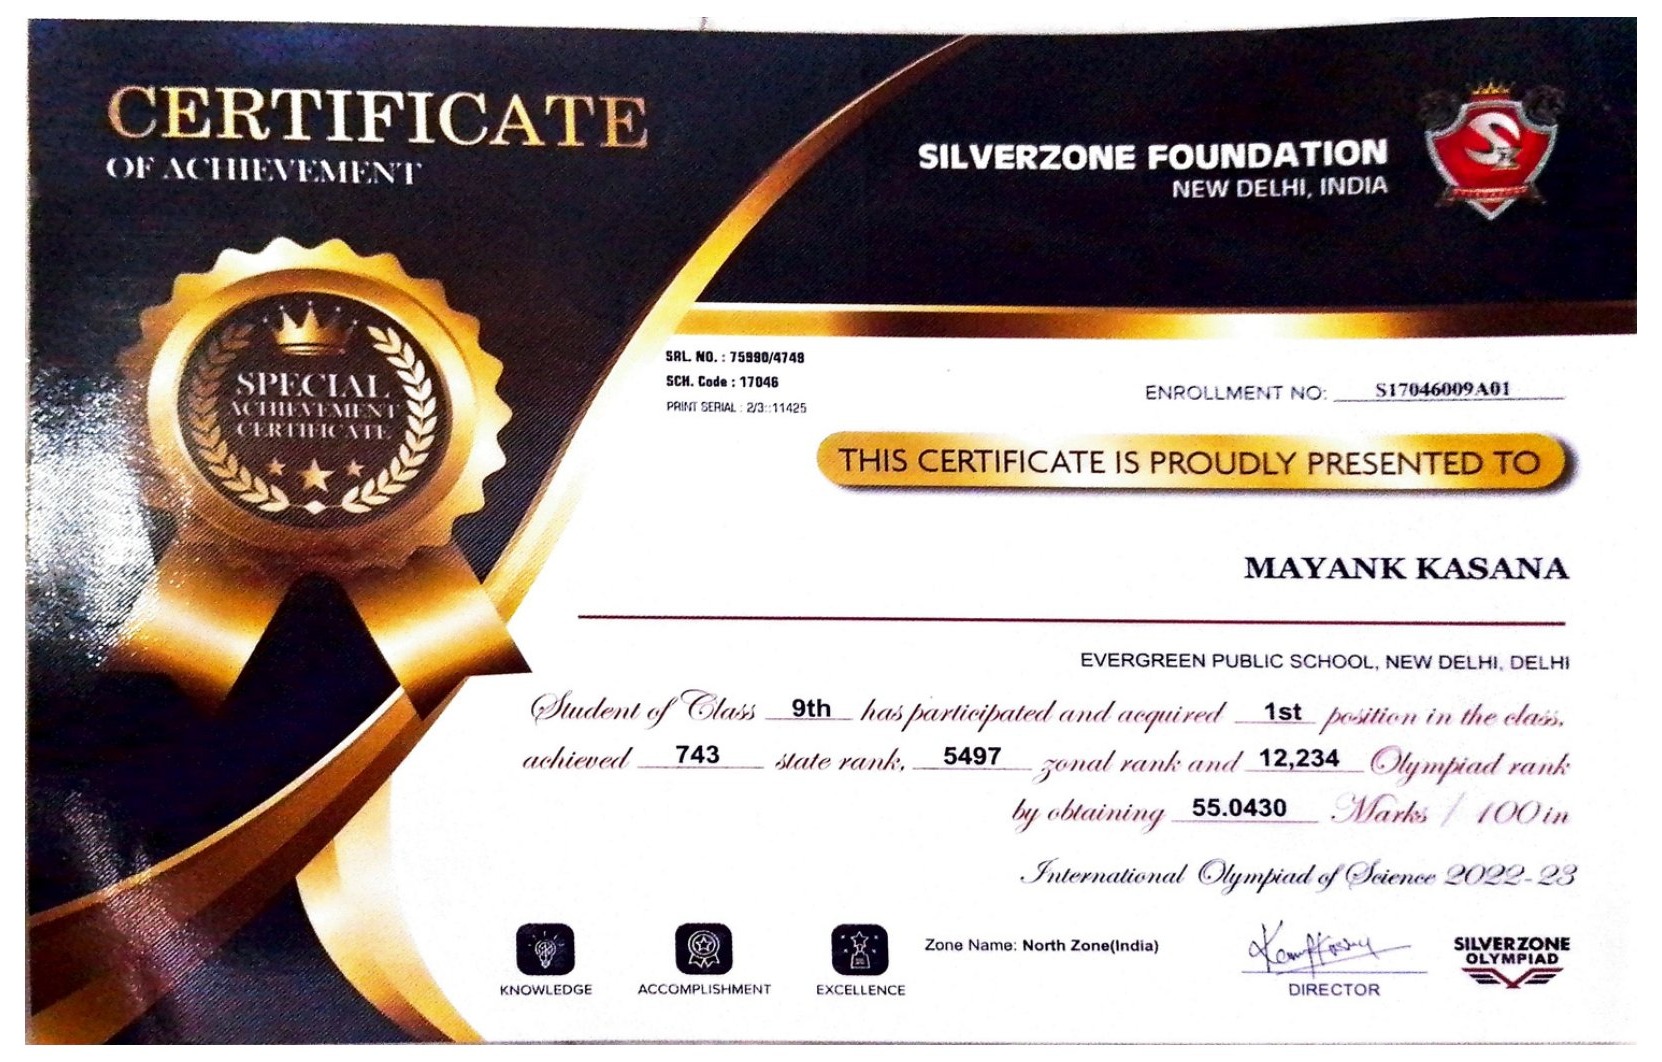 CERTIFICATE
OF ACHIEVEMENT
SILVERZONE FOUNDATION
NEW DELHI, INDIA
SPECIAL
ACHIEVEMENT
CERTIFICATE
SRL. NO. : 75990/4749
SCH. Code : 17046
PRINT SERIAL : 2/3::11425
ENROLLMENT NO: S17046009A01
THIS CERTIFICATE IS PROUDLY PRESENTED TO
MAYANK KASANA
EVERGREEN PUBLIC SCHOOL, NEW DELHI, DELHI
Student of Class 9th has participated and acquired 1st position in the class,
achieved 743 state rank, 5497 zonal rank and 12,234 Olympiad rank
by obtaining 55.0430 Marks / 100 in
International Olympiad of Science 2022-23
KNOWLEDGE
ACCOMPLISHMENT
EXCELLENCE
Zone Name: North Zone(India)
DIRECTOR
SILVERZONE
OLYMPIAD